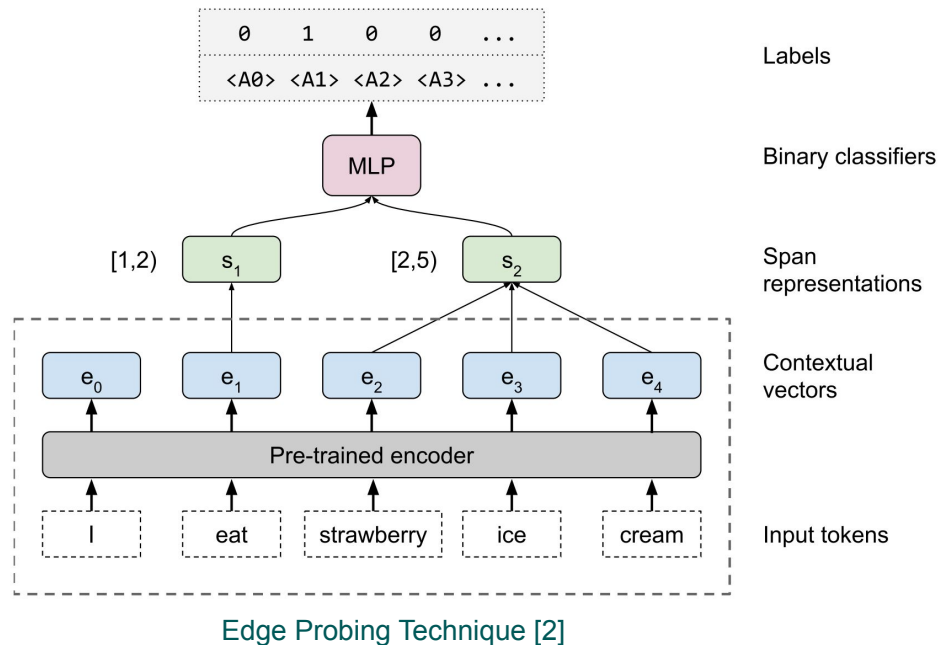 0 1 0 0 ...
<A0> <A1> <A2> <A3> ...
Labels
MLP
Binary classifiers
[1,2) s1 [2,5) s2
Span
representations
e0 e1 e2 e3 e4
Contextual
vectors
Pre-trained encoder
I eat strawberry ice cream
Input tokens
Edge Probing Technique [2]